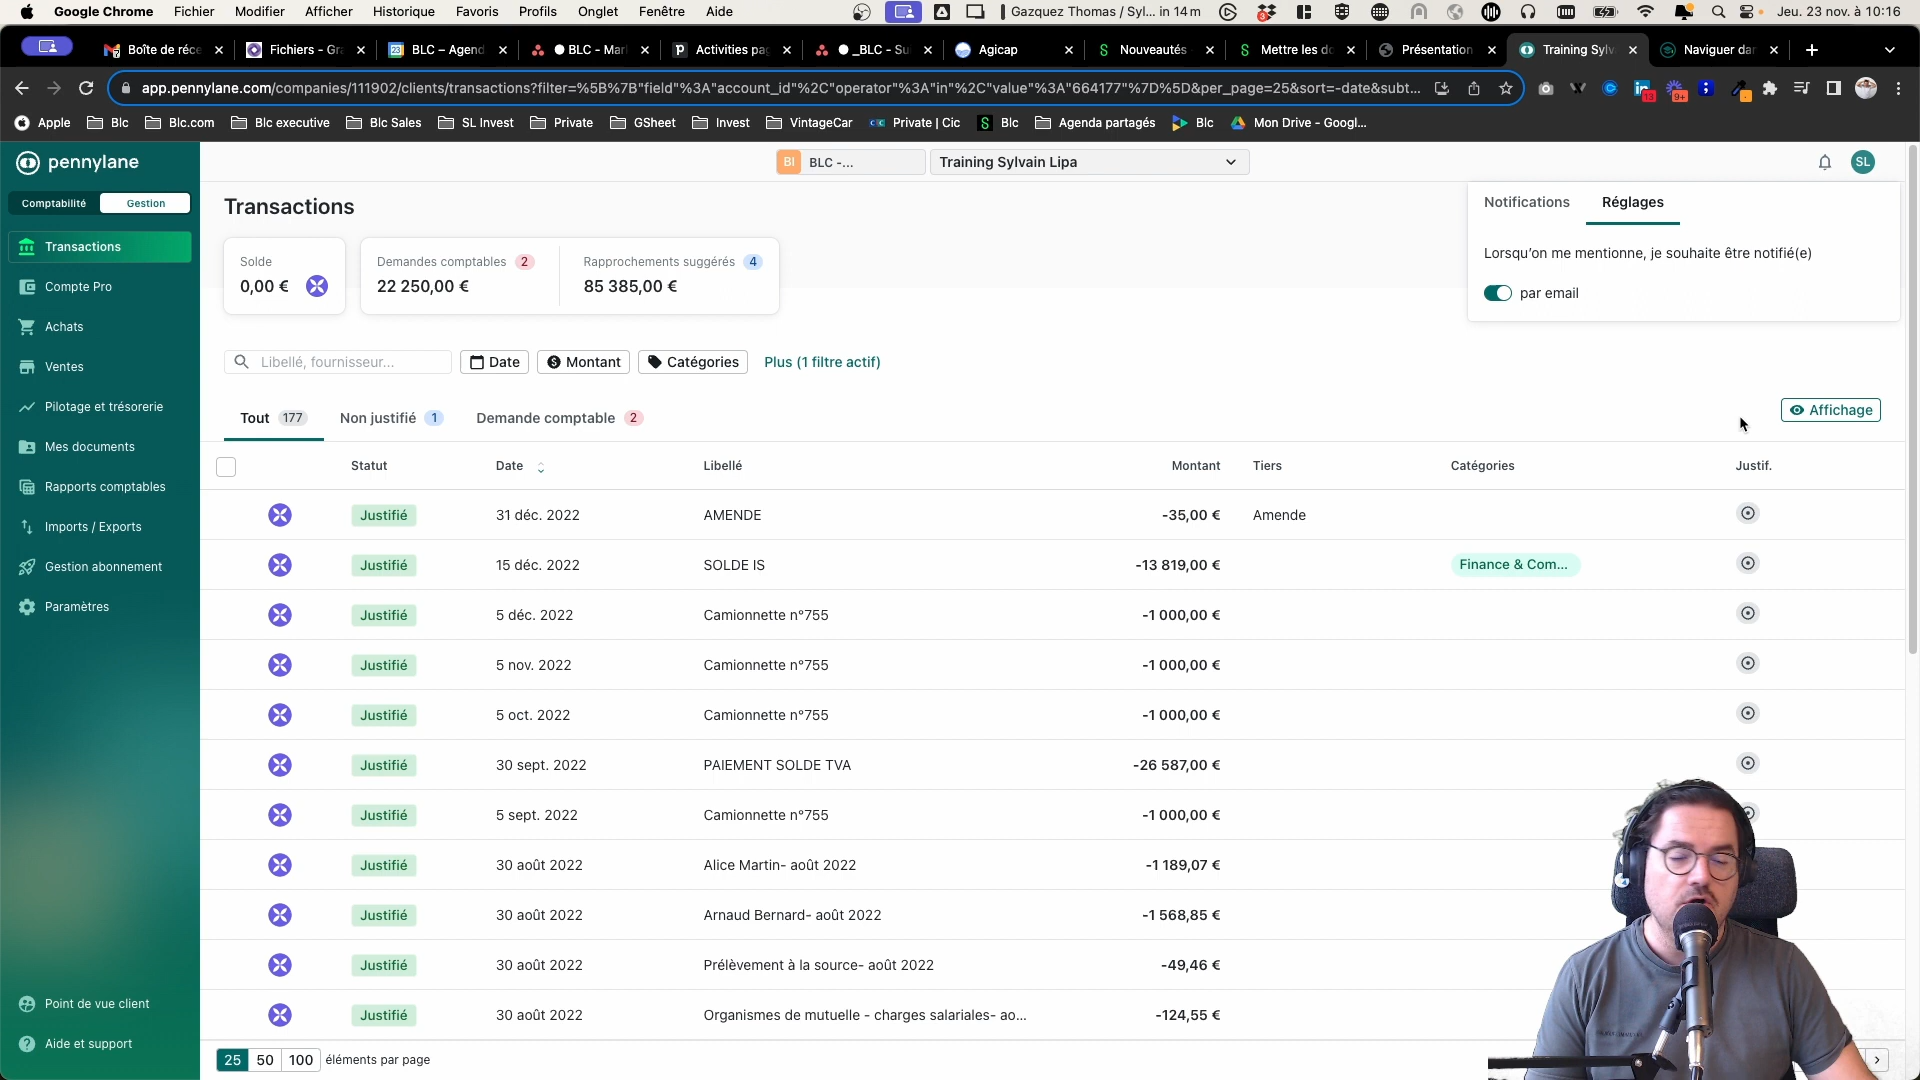 Google Chrome Fichier Modifier Afficher Historique Favoris Profils Onglet Fenêtre Aide Gazquez Thomas / Syl... in 14 m Jeu. 23 nov. à 10:16
Boîte de réce Fichiers - Gra BLC – Agend BLC - Mar Activities pa _BLC - Su Agicap Nouveautés Mettre les do Présentation Training Sylv Naviguer dan
app.pennylane.com/companies/111902/clients/transactions?filter=%5B%7B"field"%3A"account_id"%2C"operator"%3A"in"%2C"value"%3A"664177"%7D%5D&per_page=25&sort=-date&subt...
Apple Blc Blc.com Blc executive Blc Sales SL Invest Private GSheet Invest VintageCar Private | Cic Blc Agenda partagés Blc Mon Drive - Googl...
pennylane
BI BLC -... Training Sylvain Lipa SL
Comptabilité Gestion
Transactions
Compte Pro
Achats
Ventes
Pilotage et trésorerie
Mes documents
Rapports comptables
Imports / Exports
Gestion abonnement
Paramètres
Point de vue client
Aide et support
Transactions
Notifications Réglages
Lorsqu'on me mentionne, je souhaite être notifié(e)
par email
Solde Demandes comptables 2 Rapprochements suggérés 4
0,00 € 22 250,00 € 85 385,00 €
Libellé, fournisseur... Date Montant Catégories Plus (1 filtre actif)
Tout 177 Non justifié 1 Demande comptable 2 Affichage
Statut Date Libellé Montant Tiers Catégories Justif.
Justifié 31 déc. 2022 AMENDE -35,00 € Amende
Justifié 15 déc. 2022 SOLDE IS -13 819,00 € Finance & Com...
Justifié 5 déc. 2022 Camionnette n°755 -1 000,00 €
Justifié 5 nov. 2022 Camionnette n°755 -1 000,00 €
Justifié 5 oct. 2022 Camionnette n°755 -1 000,00 €
Justifié 30 sept. 2022 PAIEMENT SOLDE TVA -26 587,00 €
Justifié 5 sept. 2022 Camionnette n°755 -1 000,00 €
Justifié 30 août 2022 Alice Martin- août 2022 -1 189,07 €
Justifié 30 août 2022 Arnaud Bernard- août 2022 -1 568,85 €
Justifié 30 août 2022 Prélèvement à la source- août 2022 -49,46 €
Justifié 30 août 2022 Organismes de mutuelle - charges salariales- ao... -124,55 €
25 50 100 éléments par page